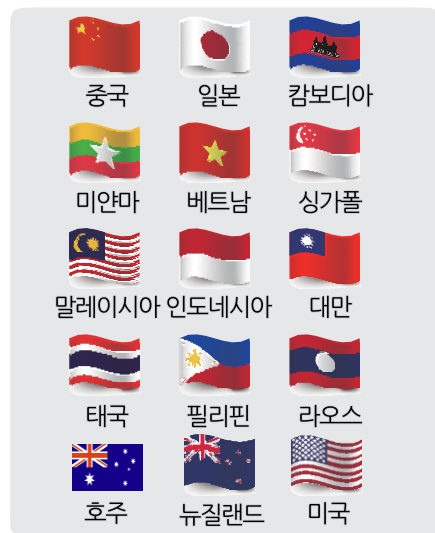 중국 일본 캄보디아
미얀마 베트남 싱가폴
말레이시아 인도네시아 대만
태국 필리핀 라오스
호주 뉴질랜드 미국